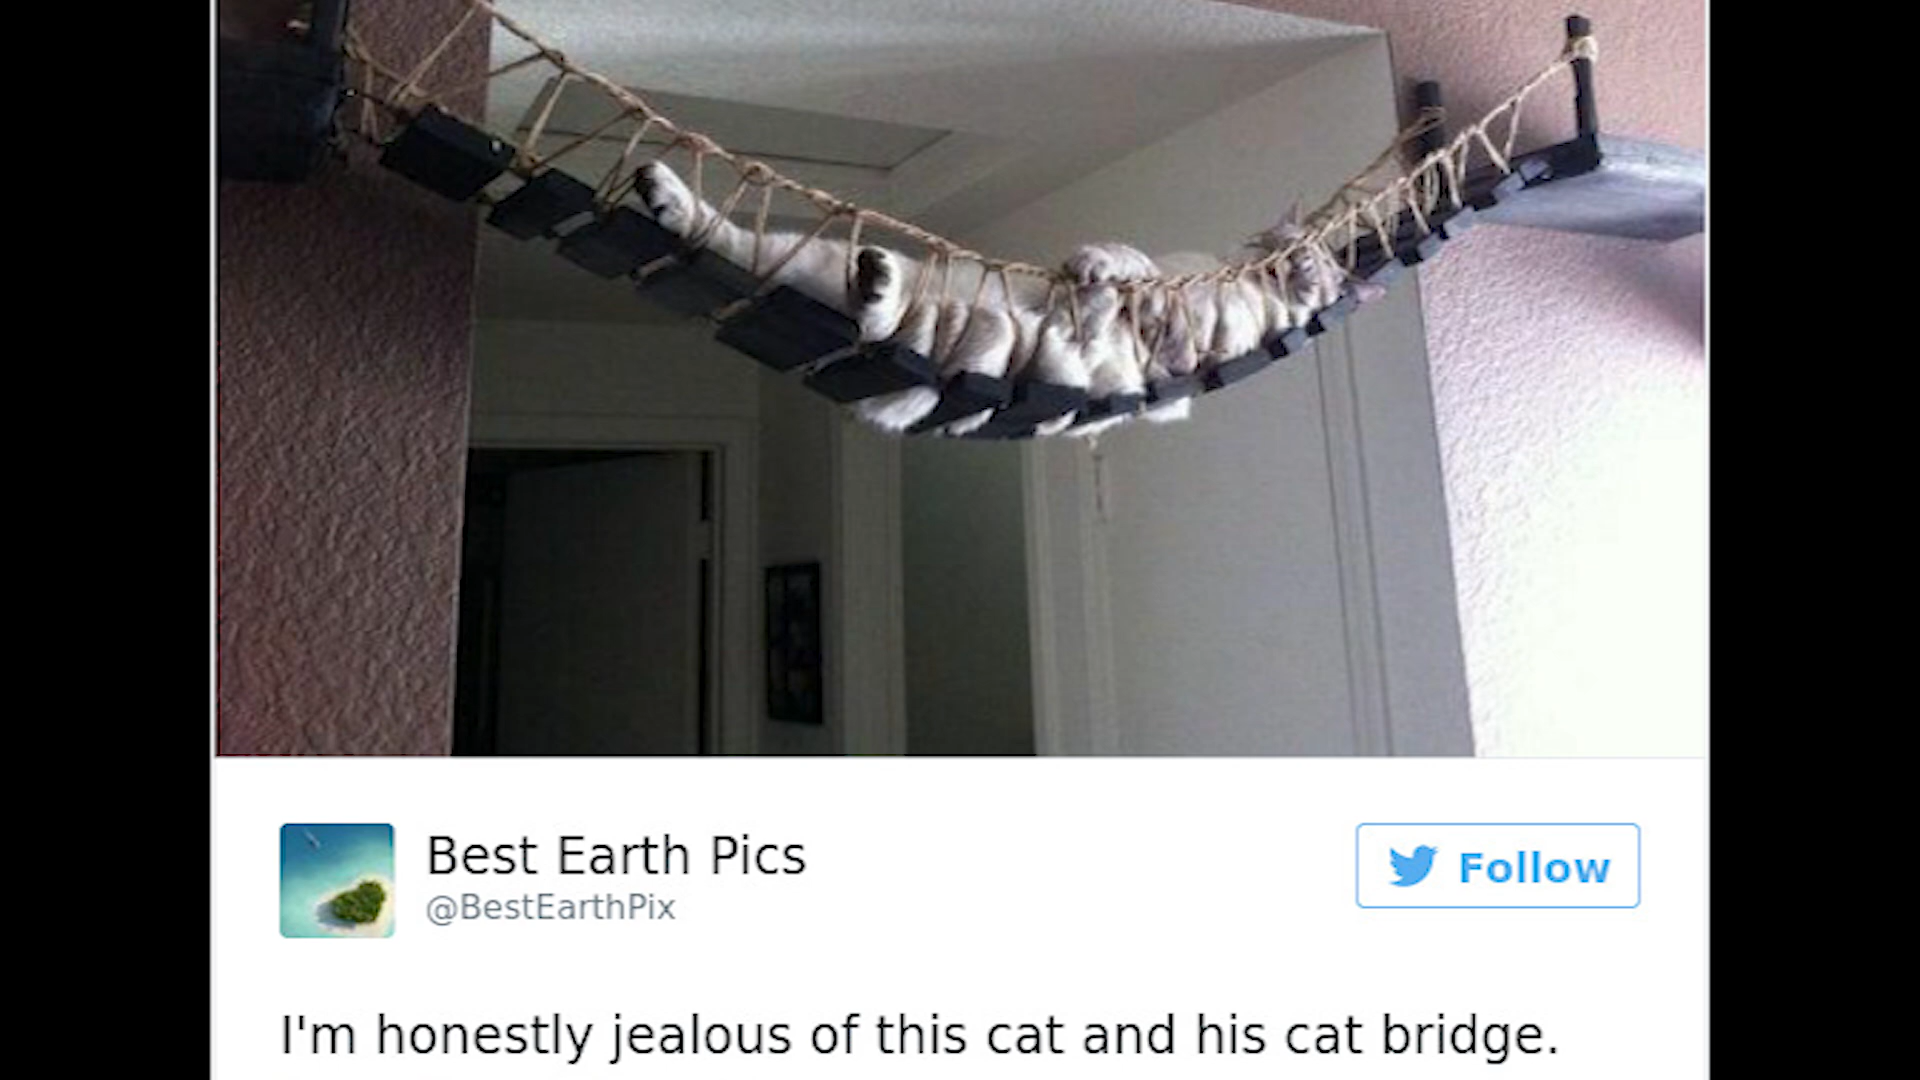 Best Earth Pics
@BestEarthPix
Follow
I'm honestly jealous of this cat and his cat bridge.